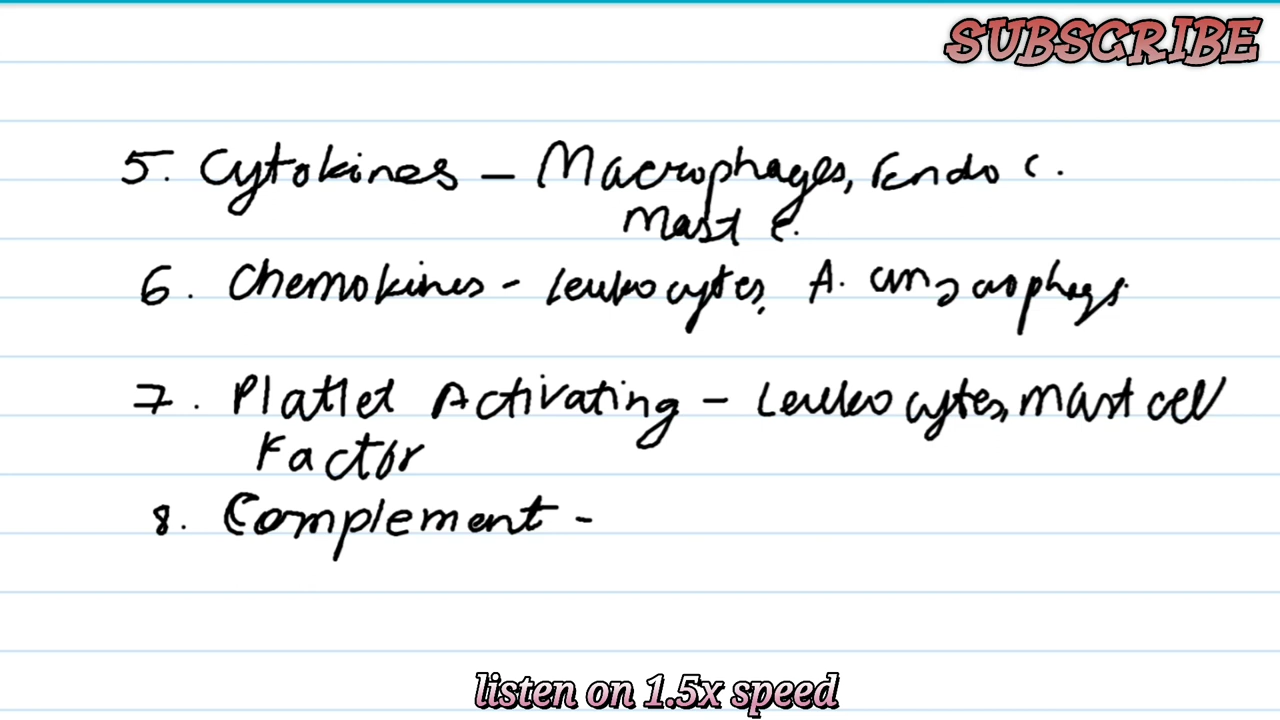 SUBSCRIBE
5. Cytokines - Macrophages, Endo C.
Mast C.
6. Chemokines - Leukocytes, A.
7. Platlet Activating - Leukocytes, Mast cell
Factor
8. Complement -
listen on 1.5x speed